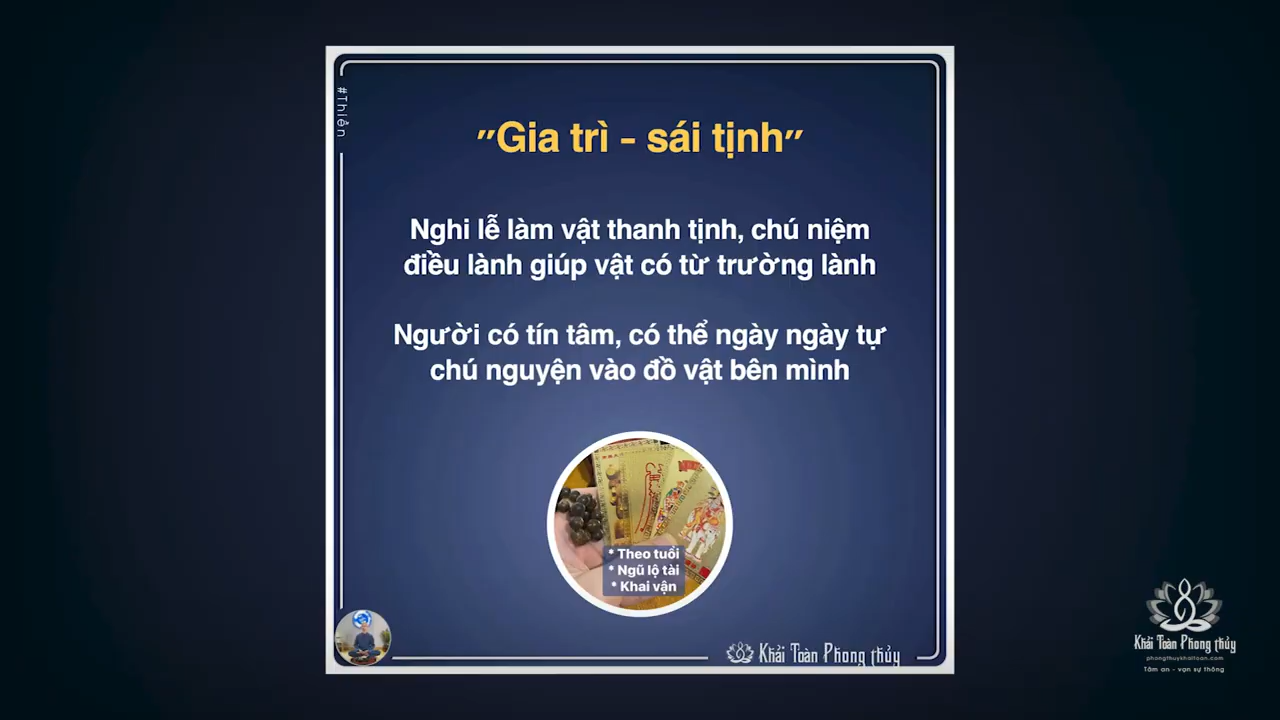 #Thiền
"Gia trì - sái tịnh"
Nghi lễ làm vật thanh tịnh, chú niệm
điều lành giúp vật có từ trường lành
Người có tín tâm, có thể ngày ngày tự
chú nguyện vào đồ vật bên mình
* Theo tuổi
* Ngũ lộ tài
* Khai vận
Khải Toàn Phong thủy
Khải Toàn Phong thủy
phongthuykhaitoan.com
Tâm an - vạn sự thông